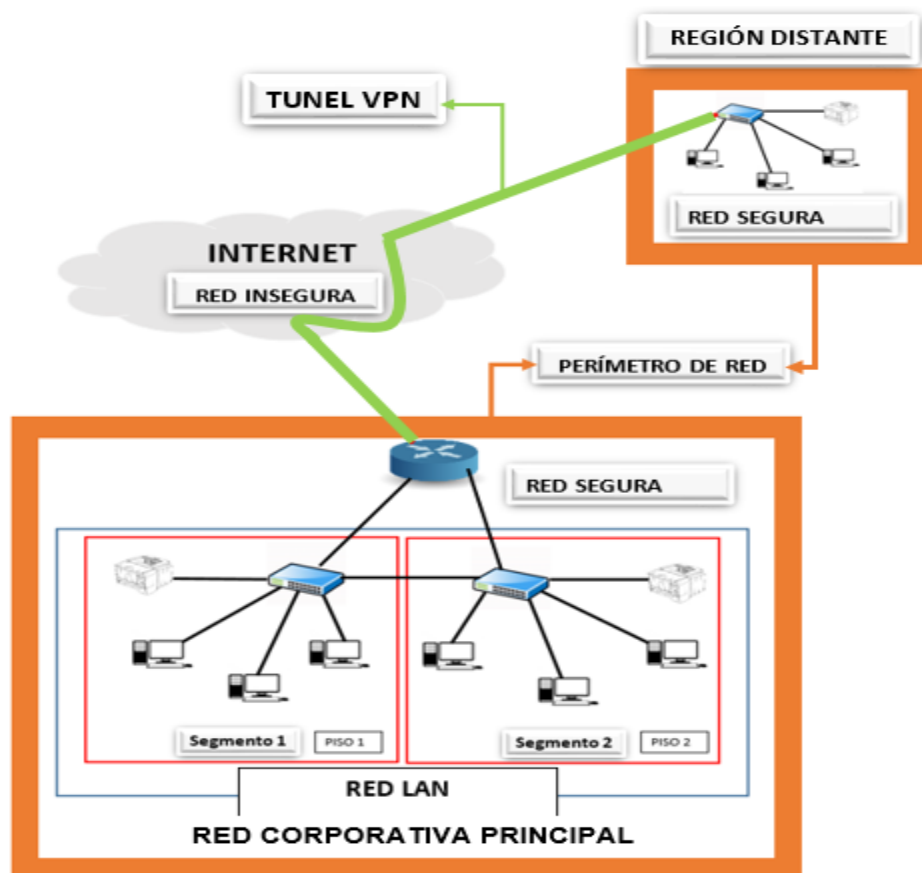 REGIÓN DISTANTE
TUNEL VPN
RED SEGURA
INTERNET
RED INSEGURA
PERÍMETRO DE RED
RED SEGURA
Segmento 1
PISO 1
Segmento 2
PISO 2
RED LAN
RED CORPORATIVA PRINCIPAL